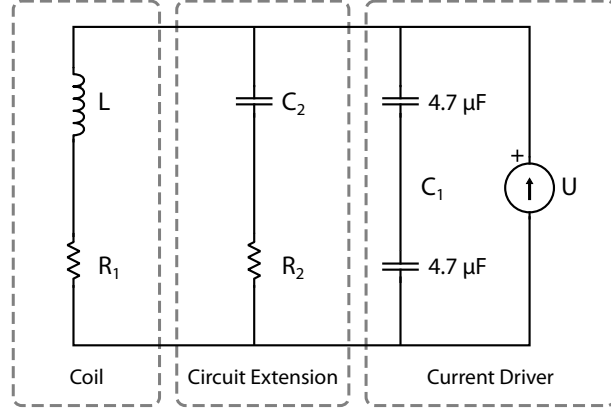 L
C₂
4.7 μF
+
C₁
U
R₁
R₂
4.7 μF
Coil
Circuit Extension
Current Driver